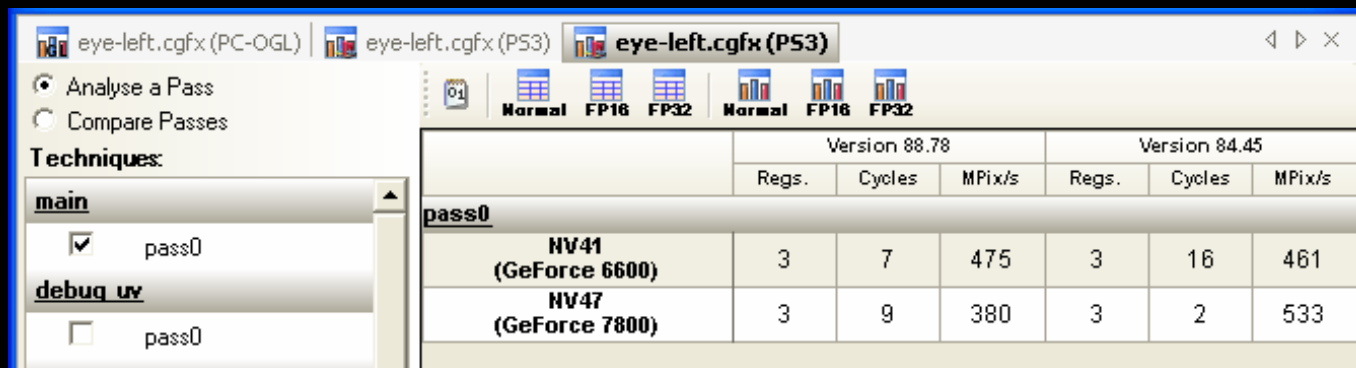 eye-left.cgfx (PC-OGL) eye-left.cgfx (PS3) eye-left.cgfx (PS3)
Analyse a Pass
Compare Passes
Techniques:
main
pass0
debug_uv
pass0
01 Normal FP16 FP32 Normal FP16 FP32
Version 88.78 Version 84.45
Regs. Cycles MPix/s Regs. Cycles MPix/s
pass0
NV41
(GeForce 6600) 3 7 475 3 16 461
NV47
(GeForce 7800) 3 9 380 3 2 533